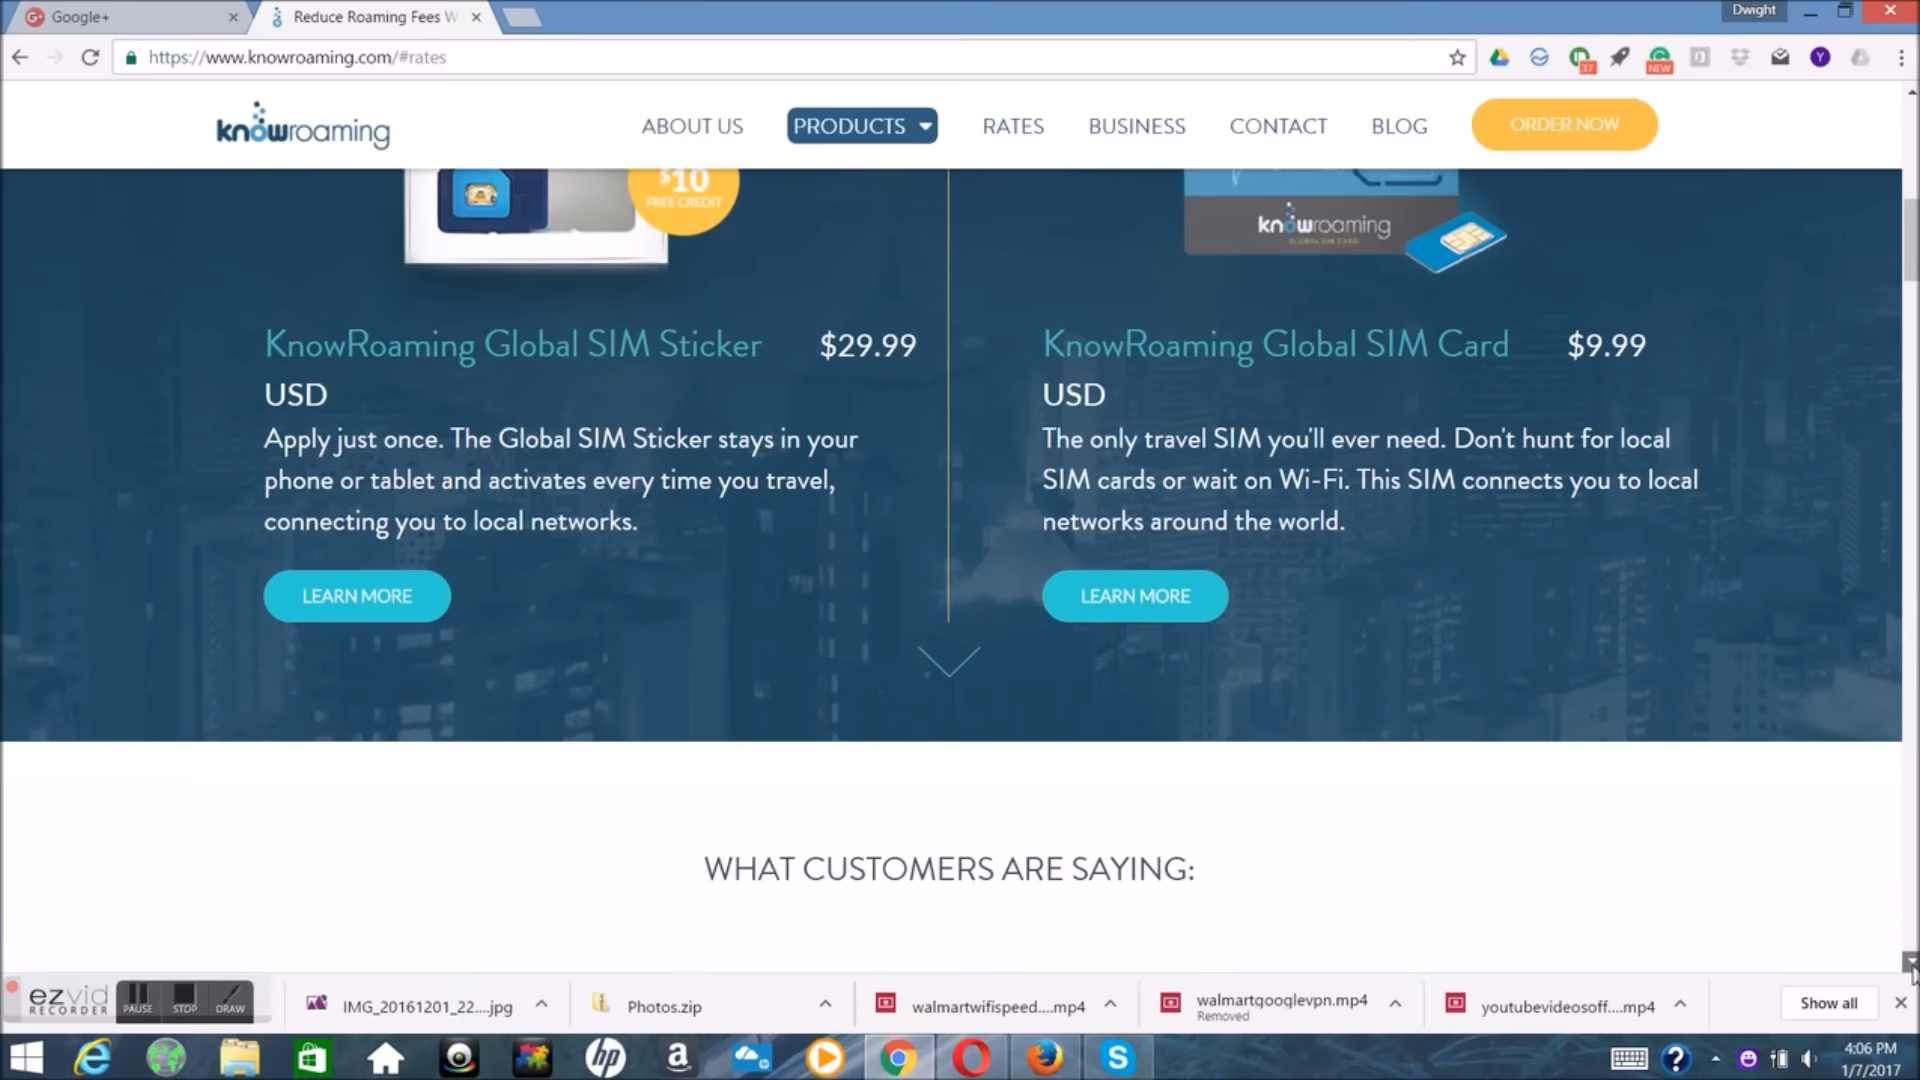 Google+
Reduce Roaming Fees W
Dwight
https://www.knowroaming.com/#rates
37
NEW
Y
knowroaming
ABOUT US
PRODUCTS
RATES
BUSINESS
CONTACT
BLOG
ORDER NOW
$10
FREE CREDIT
knowroaming
GLOBAL SIM CARD
KnowRoaming Global SIM Sticker $29.99
USD
Apply just once. The Global SIM Sticker stays in your
phone or tablet and activates every time you travel,
connecting you to local networks.
LEARN MORE
KnowRoaming Global SIM Card $9.99
USD
The only travel SIM you'll ever need. Don't hunt for local
SIM cards or wait on Wi-Fi. This SIM connects you to local
networks around the world.
LEARN MORE
WHAT CUSTOMERS ARE SAYING:
ezvid
RECORDER
PAUSE
STOP
DRAW
IMG_20161201_22....jpg
Photos.zip
walmartwifispeed....mp4
walmartgooglevpn.mp4
Removed
youtubevideosoff....mp4
Show all
hp
a
S
?
4:06 PM
1/7/2017